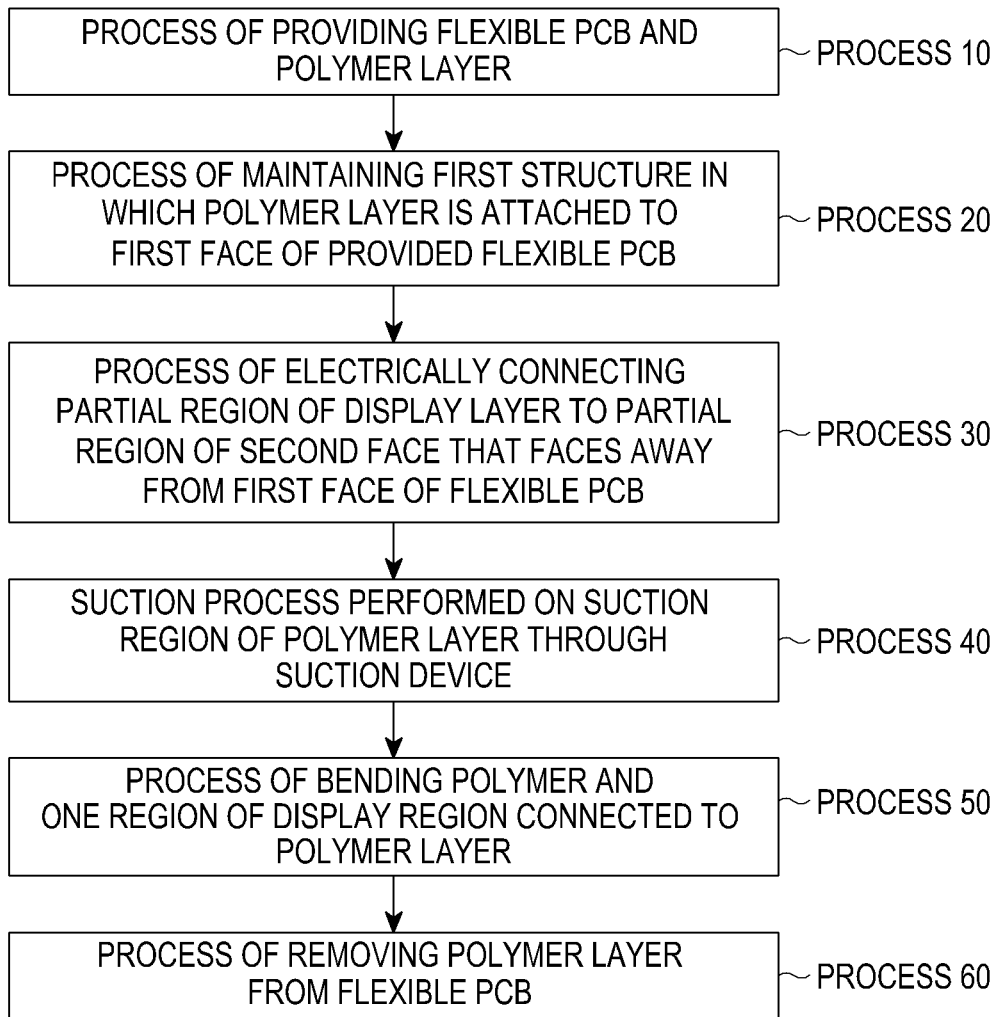 PROCESS OF PROVIDING FLEXIBLE PCB AND
POLYMER LAYER
PROCESS 10
PROCESS OF MAINTAINING FIRST STRUCTURE IN
WHICH POLYMER LAYER IS ATTACHED TO
FIRST FACE OF PROVIDED FLEXIBLE PCB
PROCESS 20
PROCESS OF ELECTRICALLY CONNECTING
PARTIAL REGION OF DISPLAY LAYER TO PARTIAL
REGION OF SECOND FACE THAT FACES AWAY
FROM FIRST FACE OF FLEXIBLE PCB
PROCESS 30
SUCTION PROCESS PERFORMED ON SUCTION
REGION OF POLYMER LAYER THROUGH
SUCTION DEVICE
PROCESS 40
PROCESS OF BENDING POLYMER AND
ONE REGION OF DISPLAY REGION CONNECTED TO
POLYMER LAYER
PROCESS 50
PROCESS OF REMOVING POLYMER LAYER
FROM FLEXIBLE PCB
PROCESS 60